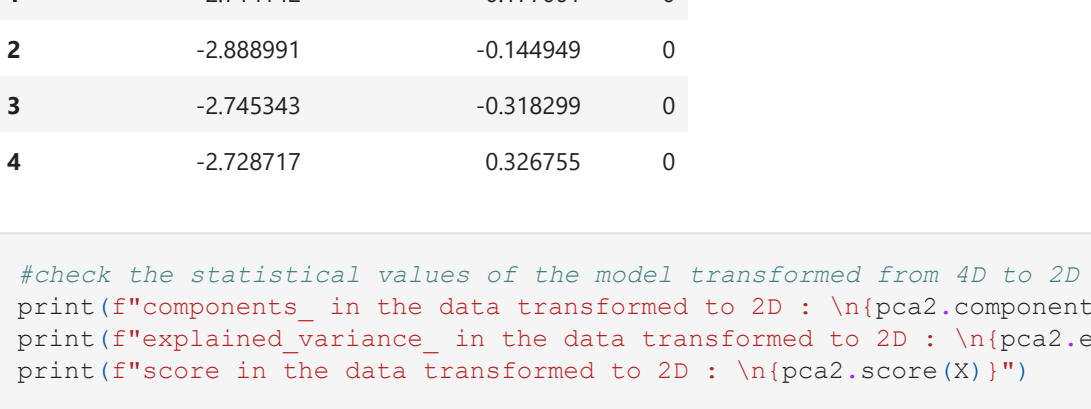 2 -2.888991 -0.144949 0
3 -2.745343 -0.318299 0
4 -2.728717 0.326755 0
#check the statistical values of the model transformed from 4D to 2D
print(f"components_ in the data transformed to 2D : \n{pca2.component
print(f"explained_variance_ in the data transformed to 2D : \n{pca2.e
print(f"score in the data transformed to 2D : \n{pca2.score(X)}")